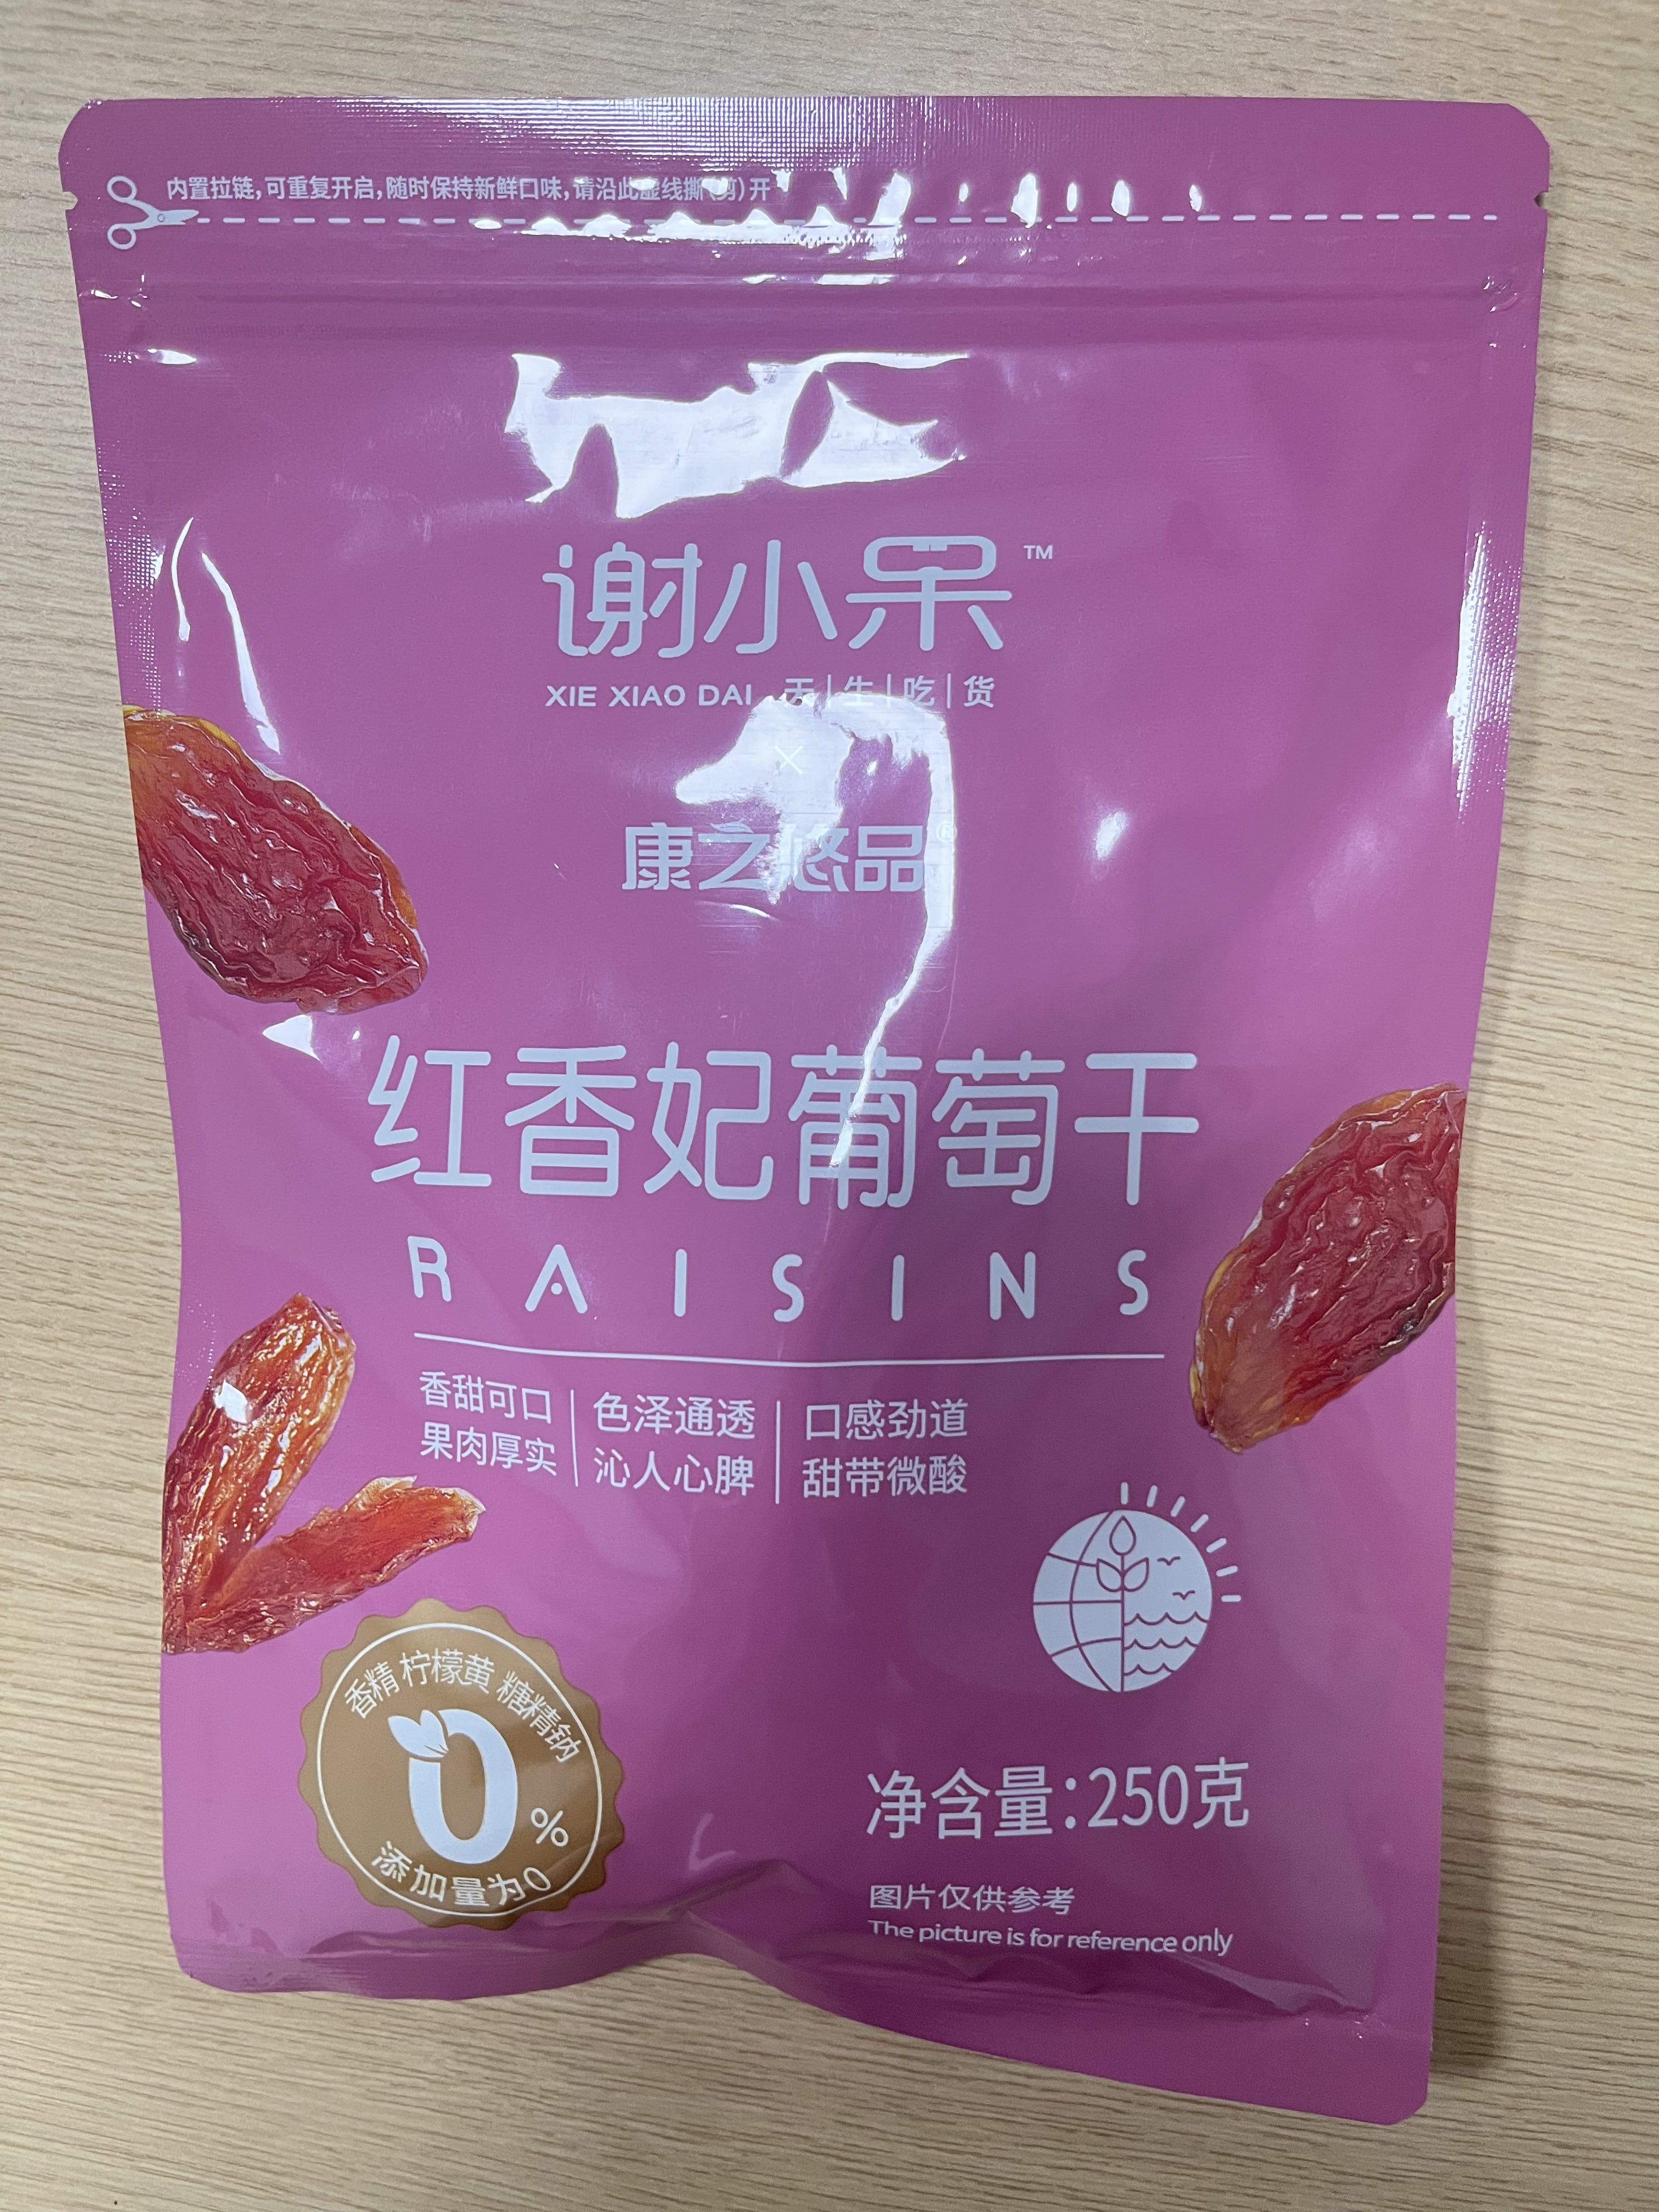 内置拉链,可重复开启,随时保持新鲜口味,请沿此虚线撕(剪)开
谢小呆™
XIE XIAO DAI 天|生|吃|货
×
康之悠品®
红香妃葡萄干
RAISINS
香甜可口
果肉厚实
色泽通透
沁人心脾
口感劲道
甜带微酸
香精 柠檬黄 糖精钠
0%
添加量为0
净含量:250克
图片仅供参考
The picture is for reference only